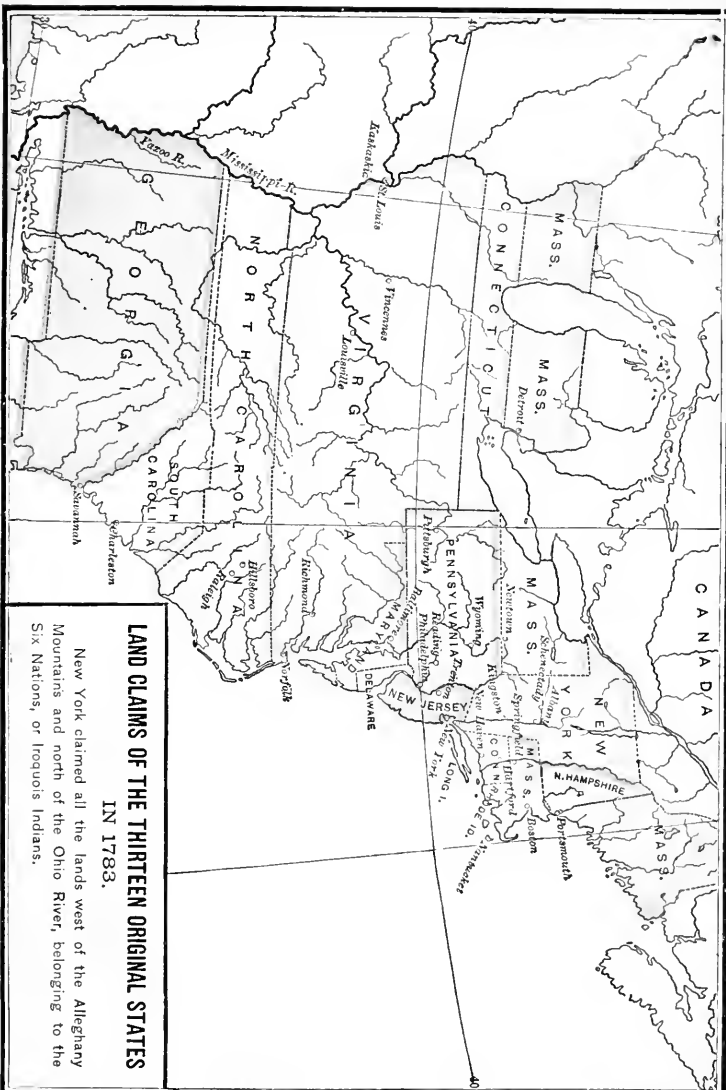 CANADA
MASS.
MASS.
CONNECTICUT
Detroit
MASS.
NEW
YORK
Schenectady
Albany
Newtown
N. HAMPSHIRE
MASS.
Portsmouth
MASS.
Boston
Springfield
Hartford
CONN.
New Haven
Kingston
Wyoming
PENNSYLVANIA
Pittsburgh
Reading
Trenton
Philadelphia
New York
LONG I.
NEW JERSEY
DELAWARE
Baltimore
Kaskaskia
St. Louis
Vincennes
Louisville
VIRGINIA
Richmond
Norfolk
Mississippi R.
Yazoo R.
NORTH CAROLINA
Hillsboro
Raleigh
SOUTH
CAROLINA
Charleston
GEORGIA
Savannah
40
40
LAND CLAIMS OF THE THIRTEEN ORIGINAL STATES
IN 1783.
New York claimed all the lands west of the Alleghany
Mountains and north of the Ohio River, belonging to the
Six Nations, or Iroquois Indians.